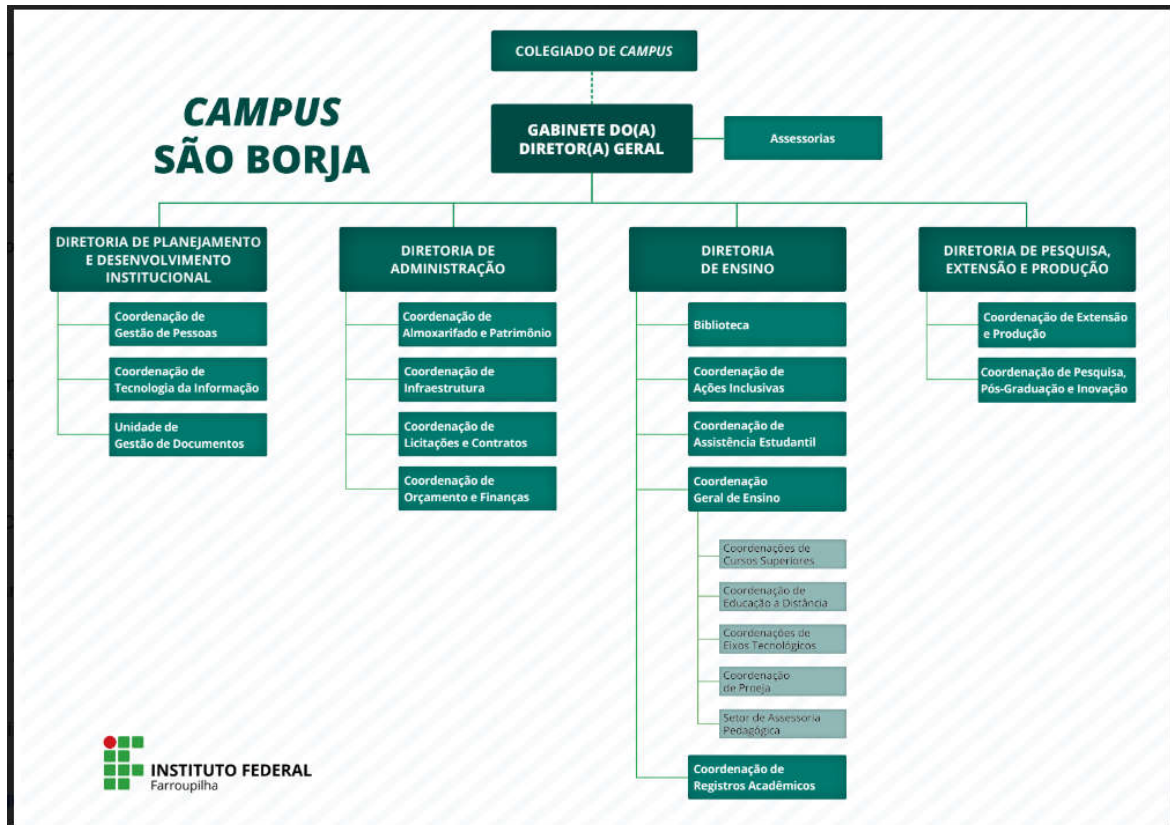 COLEGIADO DE CAMPUS
CAMPUS
SÃO BORJA
GABINETE DO(A)
DIRETOR(A) GERAL
Assessorias
DIRETORIA DE PLANEJAMENTO
E DESENVOLVIMENTO
INSTITUCIONAL
Coordenação de
Gestão de Pessoas
Coordenação de
Tecnologia da Informação
Unidade de
Gestão de Documentos
DIRETORIA DE
ADMINISTRAÇÃO
Coordenação de
Almoxarifado e Patrimônio
Coordenação de
Infraestrutura
Coordenação de
Licitações e Contratos
Coordenação de
Orçamento e Finanças
DIRETORIA
DE ENSINO
Biblioteca
Coordenação de
Ações Inclusivas
Coordenação de
Assistência Estudantil
Coordenação
Geral de Ensino
Coordenações de
Cursos Superiores
Coordenação de
Educação a Distância
Coordenações de
Eixos Tecnológicos
Coordenação
de Proeja
Setor de Assessoria
Pedagógica
Coordenação de
Registros Acadêmicos
DIRETORIA DE PESQUISA,
EXTENSÃO E PRODUÇÃO
Coordenação de Extensão
e Produção
Coordenação de Pesquisa,
Pós-Graduação e Inovação
INSTITUTO FEDERAL
Farroupilha